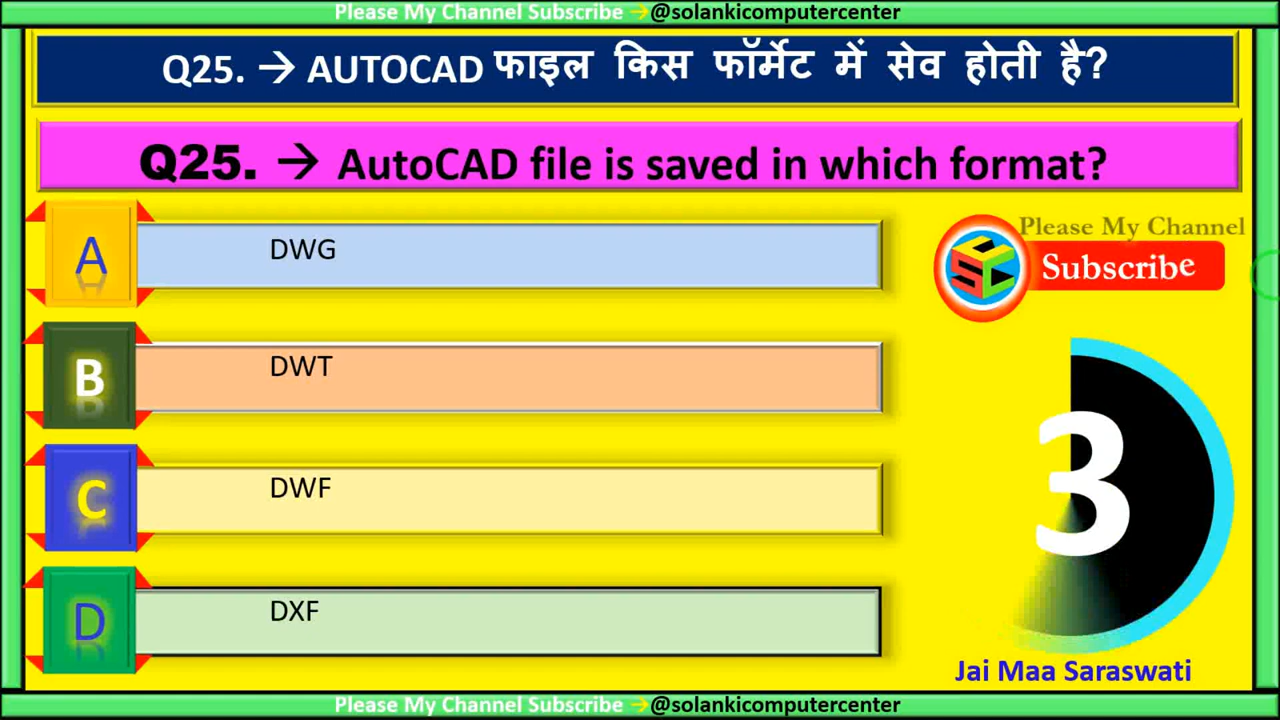 Please My Channel Subscribe →@solankicomputercenter
Q25. → AUTOCAD फाइल किस फॉर्मेट में सेव होती है?
Q25. → AutoCAD file is saved in which format?
A DWG
B DWT
C DWF
D DXF
Please My Channel
SCC Subscribe
3
Jai Maa Saraswati
Please My Channel Subscribe →@solankicomputercenter